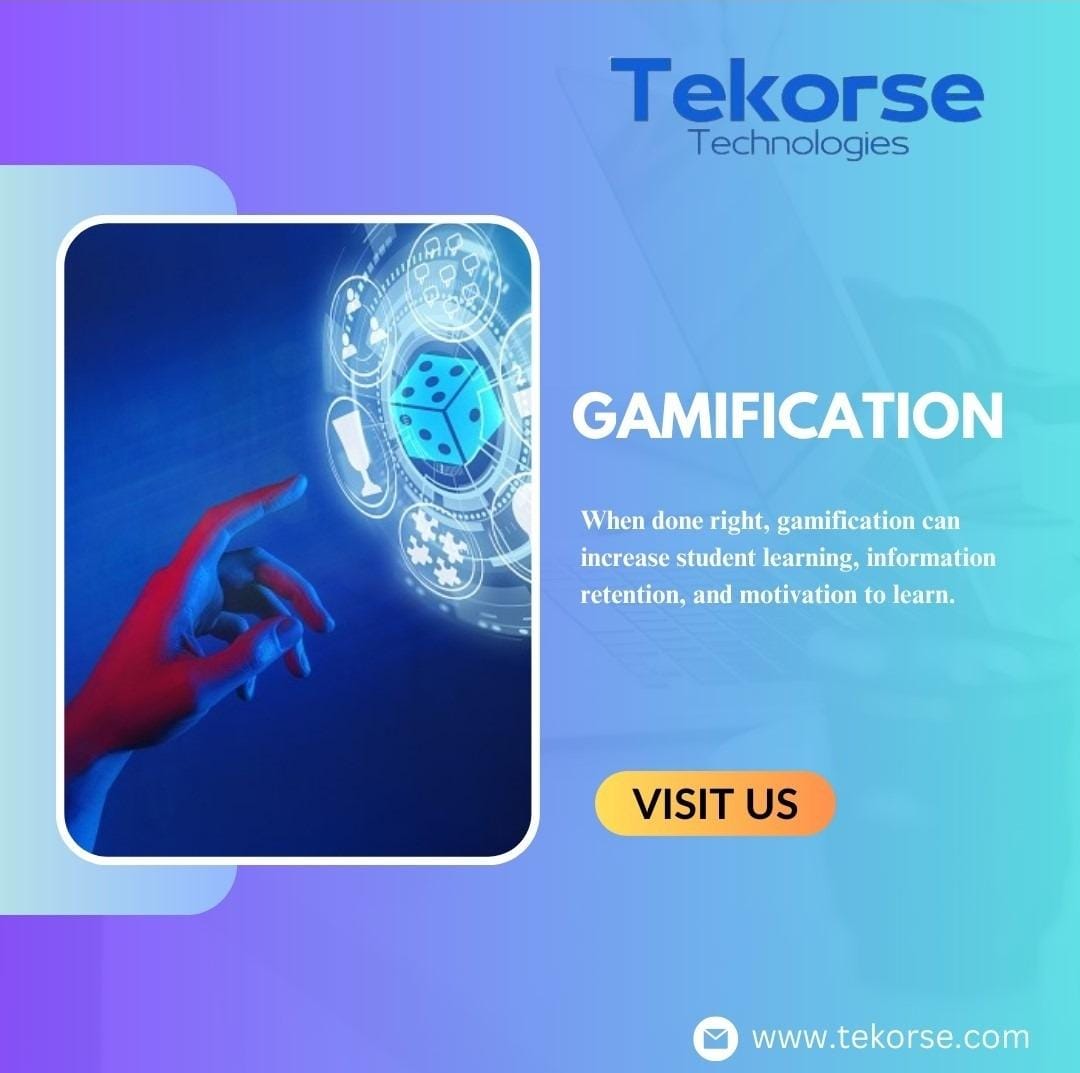 Tekorse
Technologies
GAMIFICATION
When done right, gamification can
increase student learning, information
retention, and motivation to learn.
VISIT US
www.tekorse.com